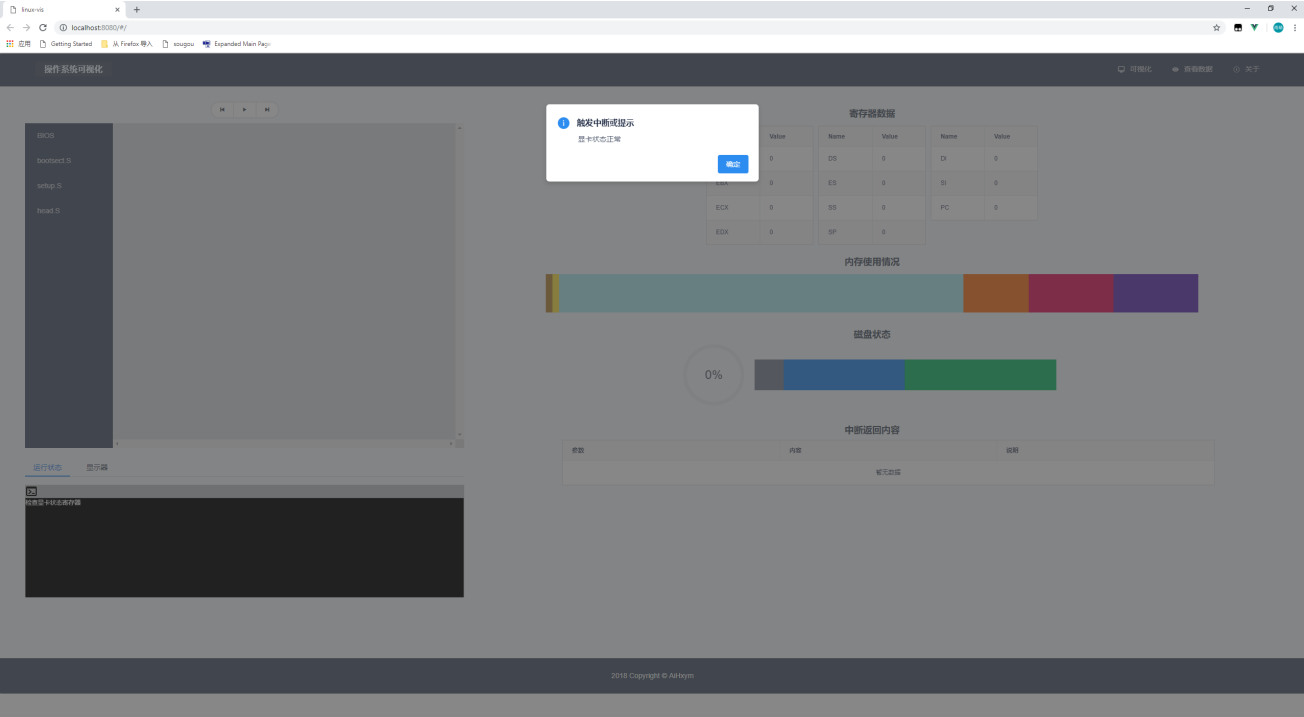 linux-vis
localhost:8080/#/
应用 Getting Started 从 Firefox 导入 sougou Expanded Main Page
操作系统可视化
可视化 查看数据 关于
触发中断或提示
显卡状态正常
确定
寄存器数据
Value Name Value Name Value
BIOS
0 DS 0 DI 0
bootsect.S
EBX 0 ES 0 SI 0
setup.S
ECX 0 SS 0 PC 0
head.S
EDX 0 SP 0
内存使用情况
磁盘状态
0%
中断返回内容
参数 内容 说明
暂无数据
运行状态 显示器
检查显卡状态寄存器
2018 Copyright © AiHxym